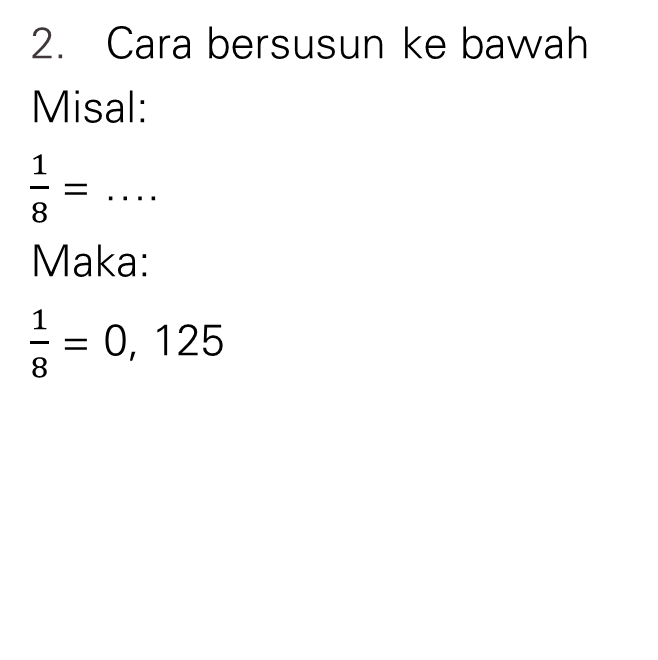 2. Cara bersusun ke bawah
Misal:
1/8 = ....
Maka:
1/8 = 0, 125